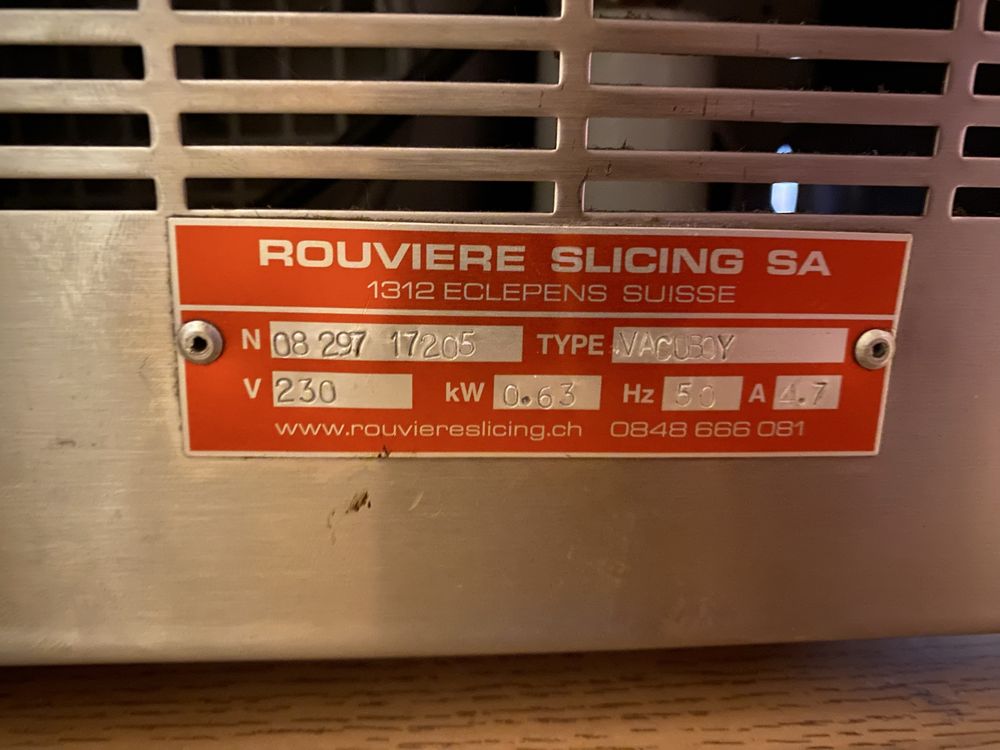 ROUVIERE SLICING SA
1312 ECLEPENS SUISSE
N 08 297 17205 TYPE VACUBOY
V 230 kW 0.63 Hz 50 A 4.7
www.rouviereslicing.ch 0848 666 081